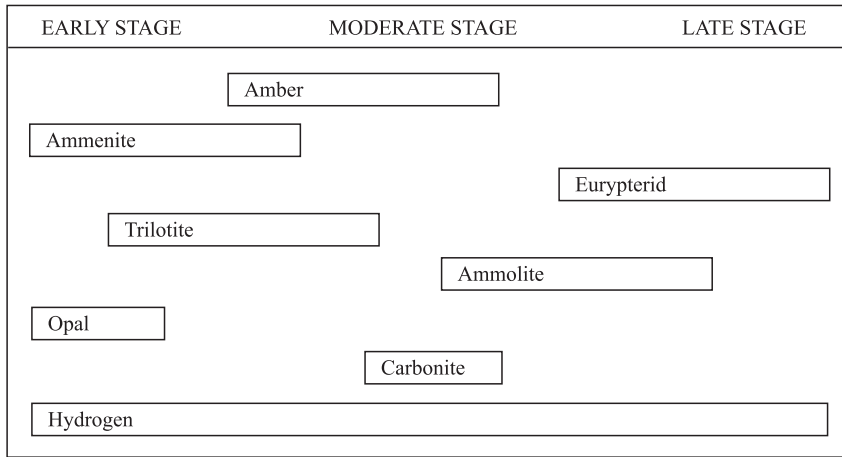 EARLY STAGE MODERATE STAGE LATE STAGE
Amber
Ammenite
Eurypterid
Trilotite
Ammolite
Opal
Carbonite
Hydrogen